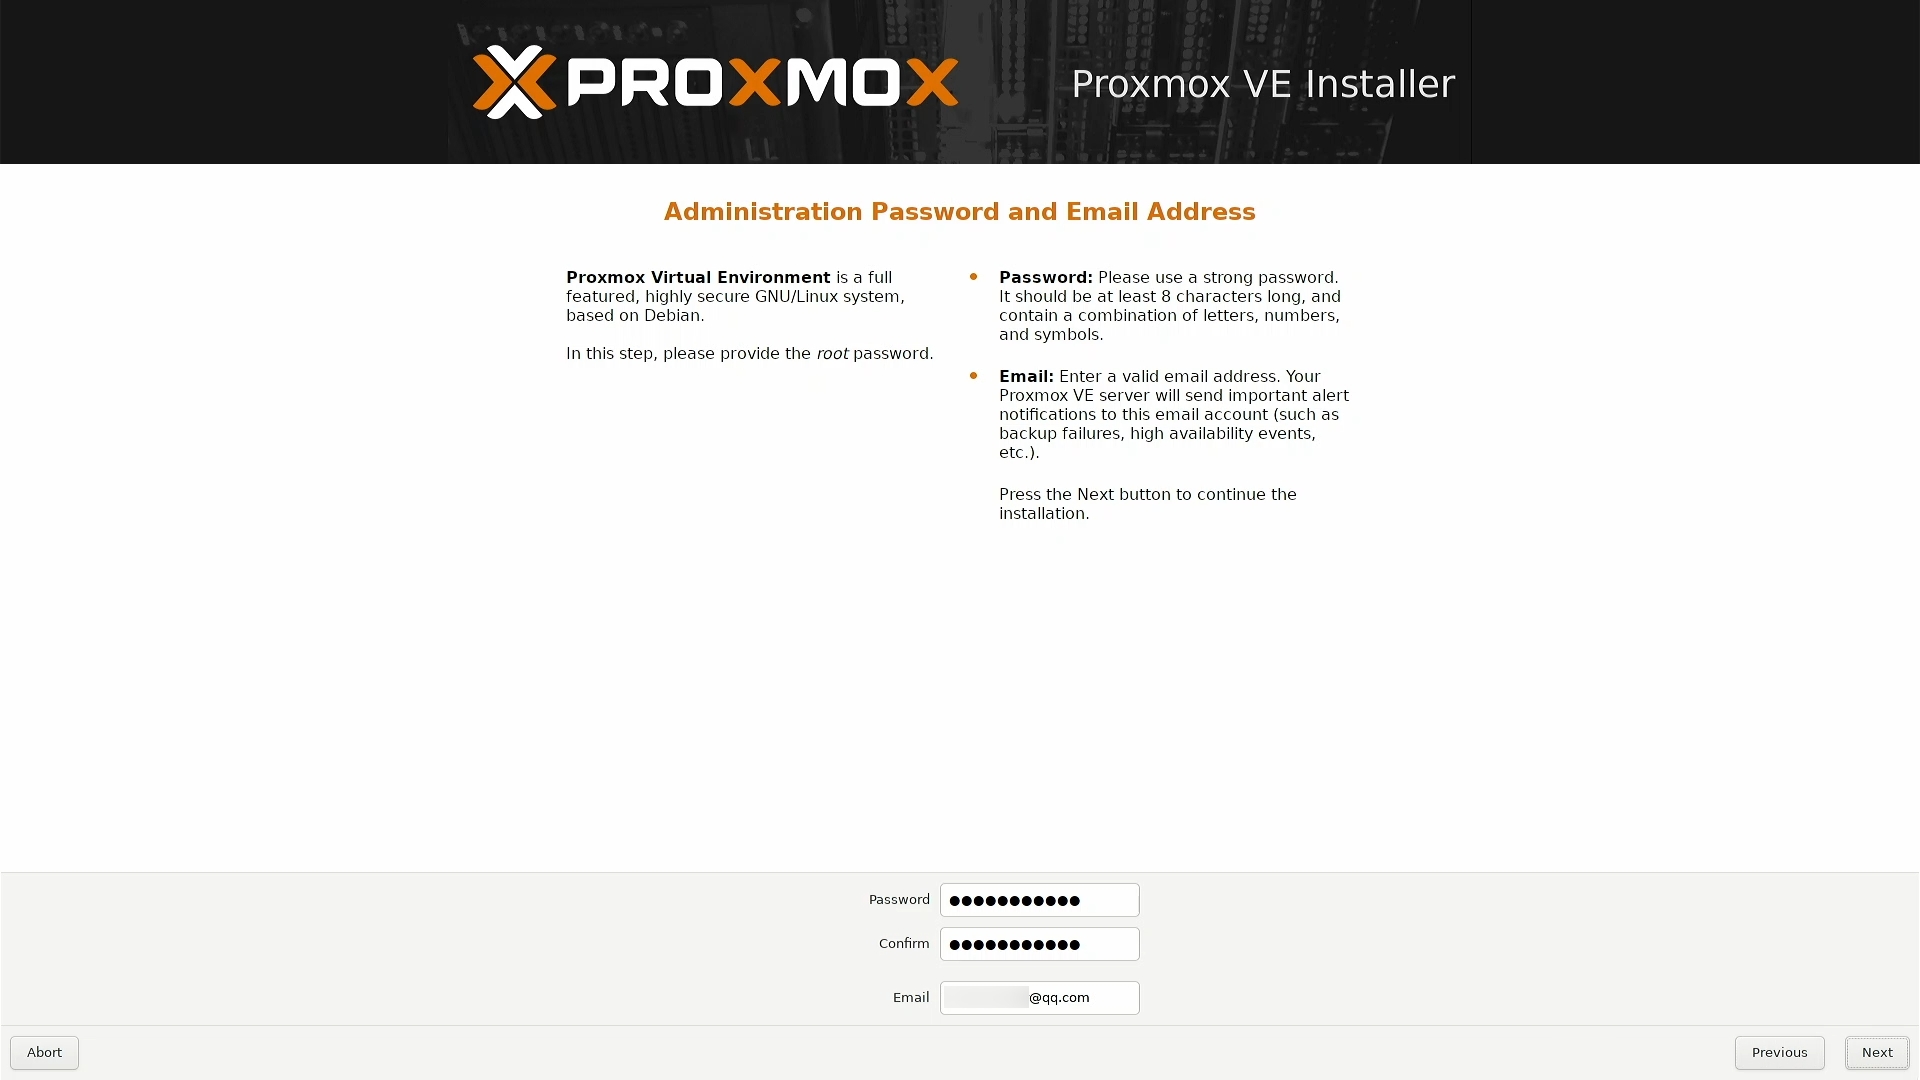 PROXMOX
Proxmox VE Installer
Administration Password and Email Address
Proxmox Virtual Environment is a full
featured, highly secure GNU/Linux system,
based on Debian.
In this step, please provide the root password.
Password: Please use a strong password.
It should be at least 8 characters long, and
contain a combination of letters, numbers,
and symbols.
Email: Enter a valid email address. Your
Proxmox VE server will send important alert
notifications to this email account (such as
backup failures, high availability events,
etc.).
Press the Next button to continue the
installation.
Password ●●●●●●●●●●●
Confirm ●●●●●●●●●●●
Email @qq.com
Abort
Previous
Next